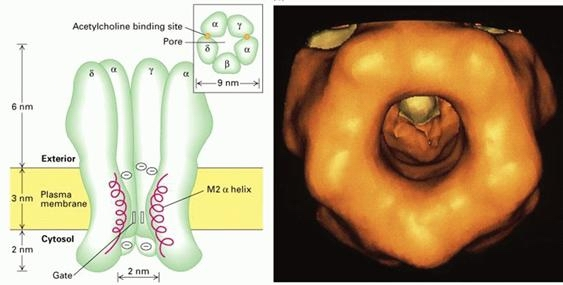 Acetylcholine binding site
Pore
α γ
δ α
β
9 nm
δ α γ α
6 nm
Exterior
3 nm
Plasma
membrane
M2 α helix
Cytosol
2 nm
Gate
2 nm